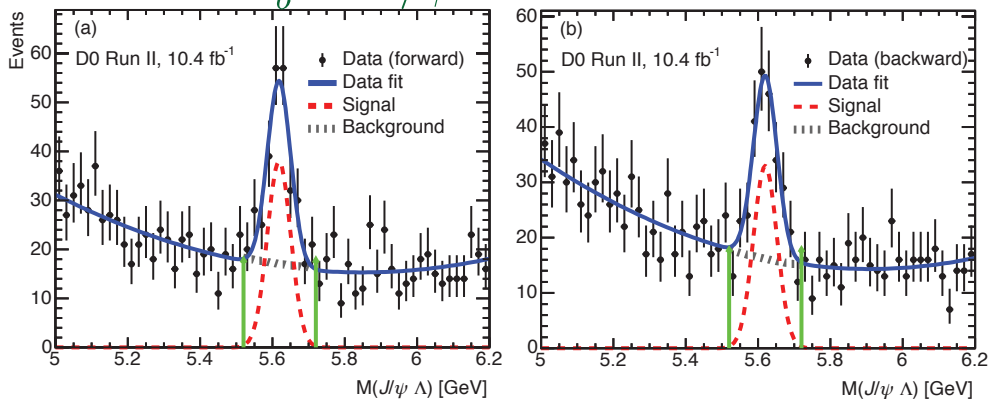 (a)
D0 Run II, 10.4 fb⁻¹
Data (forward)
Data fit
Signal
Background
Events
60
50
40
30
20
10
0
5 5.2 5.4 5.6 5.8 6 6.2
M(J/ψ Λ) [GeV]
(b)
D0 Run II, 10.4 fb⁻¹
Data (backward)
Data fit
Signal
Background
60
50
40
30
20
10
0
5 5.2 5.4 5.6 5.8 6 6.2
M(J/ψ Λ) [GeV]